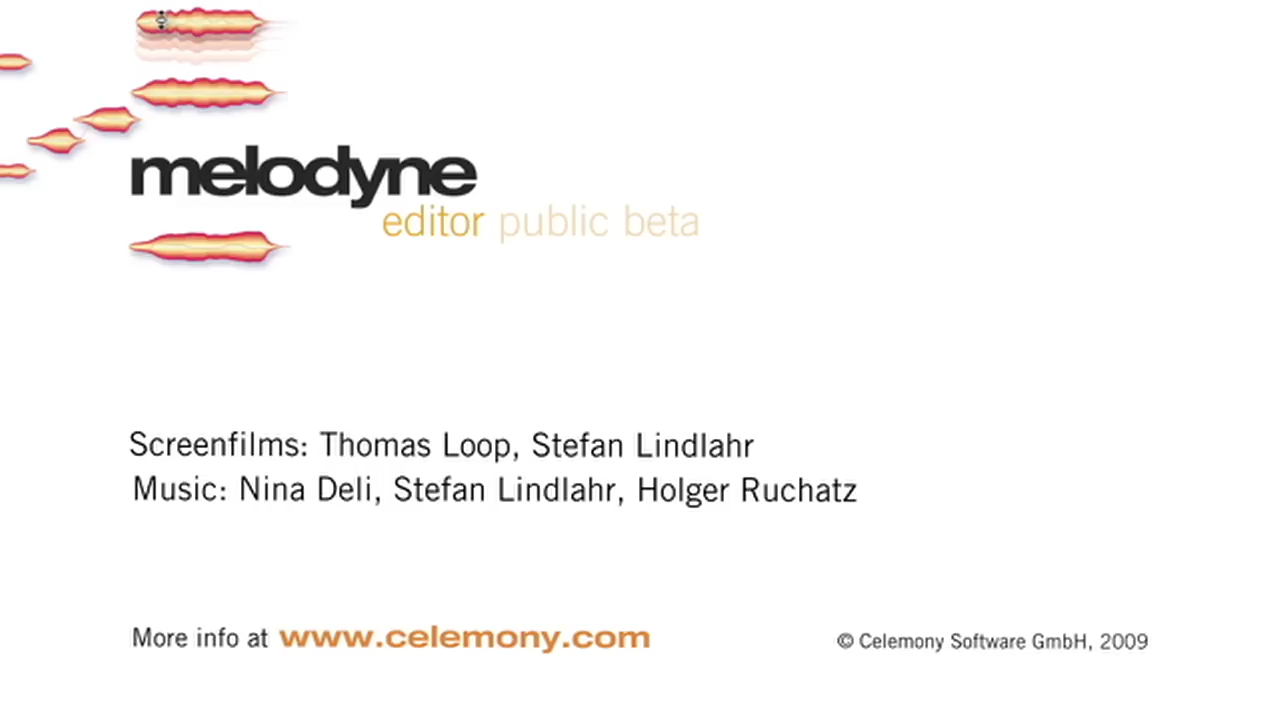 melodyne
editor public beta
Screenfilms: Thomas Loop, Stefan Lindlahr
Music: Nina Deli, Stefan Lindlahr, Holger Ruchatz
More info at www.celemony.com
© Celemony Software GmbH, 2009